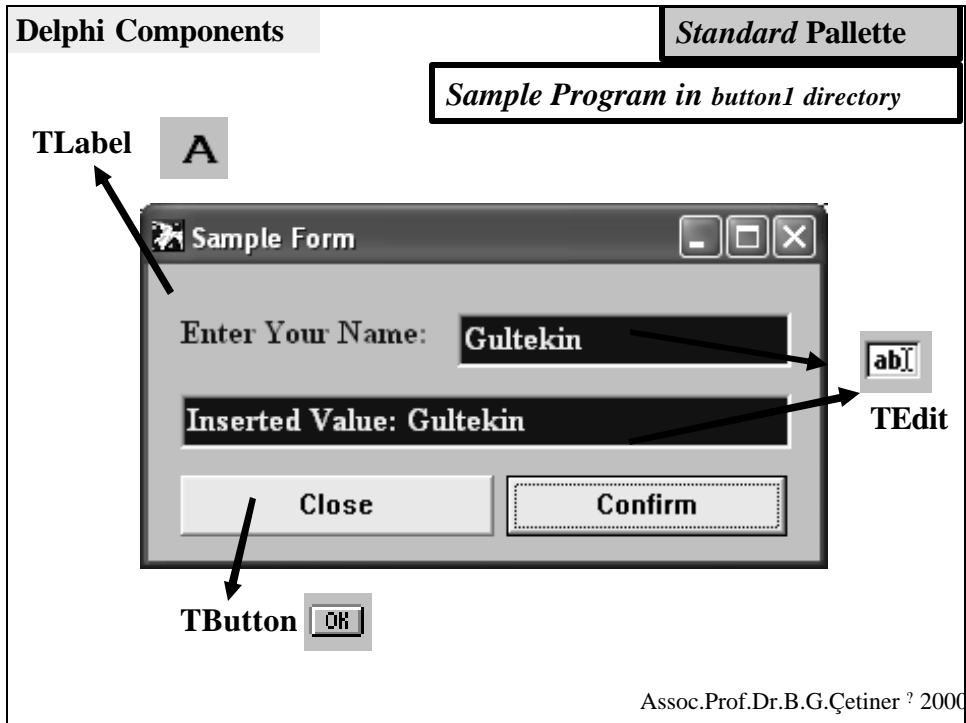 Delphi Components
Standard Pallette
Sample Program in button1 directory
TLabel
A
Sample Form
Enter Your Name:
Gultekin
ab
TEdit
Inserted Value: Gultekin
Close
Confirm
TButton
OK
Assoc.Prof.Dr.B.G.Çetiner ? 2000